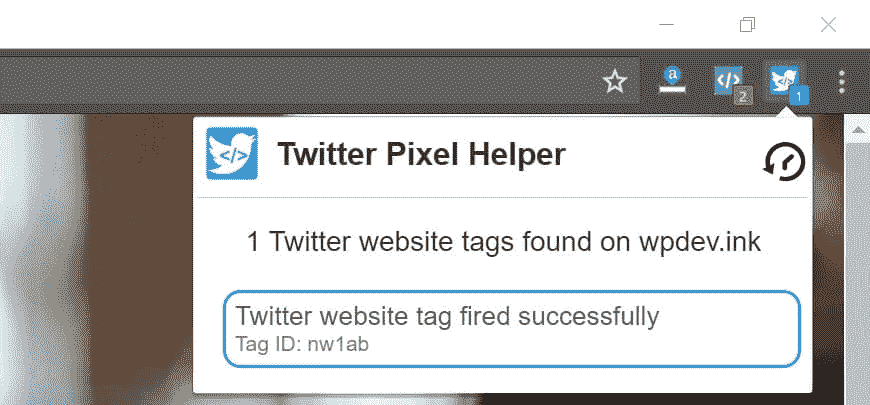 a
</>
2
</>
1
</>
Twitter Pixel Helper
1 Twitter website tags found on wpdev.ink
Twitter website tag fired successfully
Tag ID: nw1ab